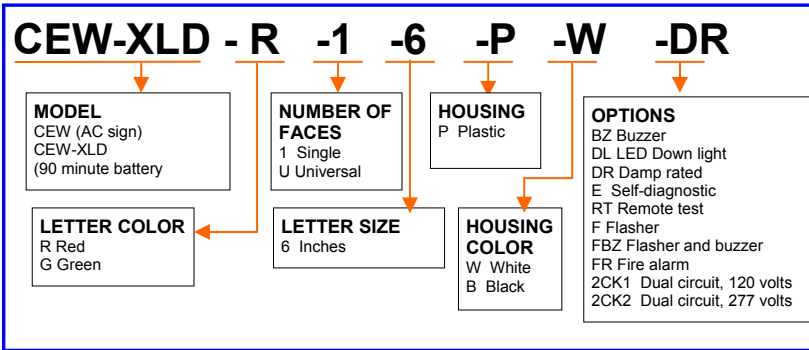 CEW-XLD - R -1 -6 -P -W -DR
MODEL
CEW (AC sign)
CEW-XLD
(90 minute battery
NUMBER OF
FACES
1 Single
U Universal
HOUSING
P Plastic
OPTIONS
BZ Buzzer
DL LED Down light
DR Damp rated
E Self-diagnostic
RT Remote test
F Flasher
FBZ Flasher and buzzer
FR Fire alarm
2CK1 Dual circuit, 120 volts
2CK2 Dual circuit, 277 volts
LETTER COLOR
R Red
G Green
LETTER SIZE
6 Inches
HOUSING
COLOR
W White
B Black